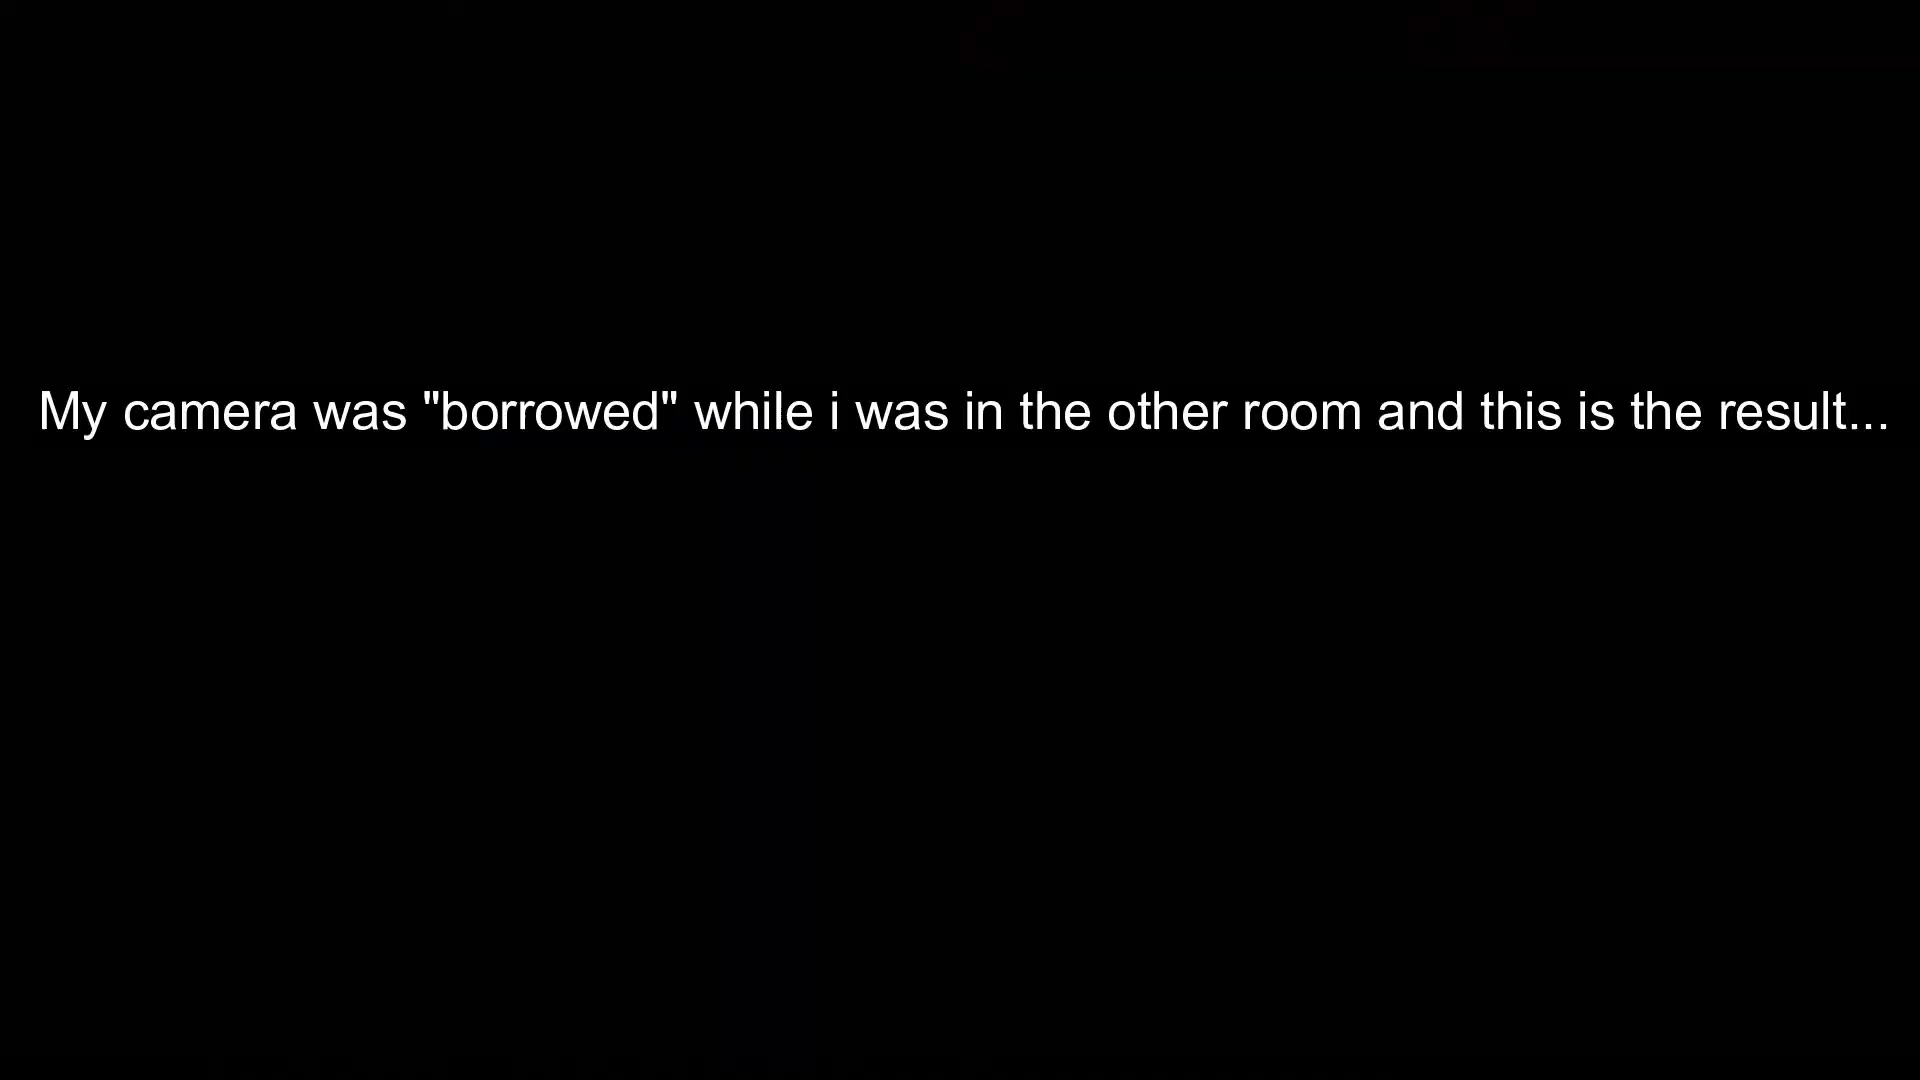 My camera was "borrowed" while i was in the other room and this is the result...